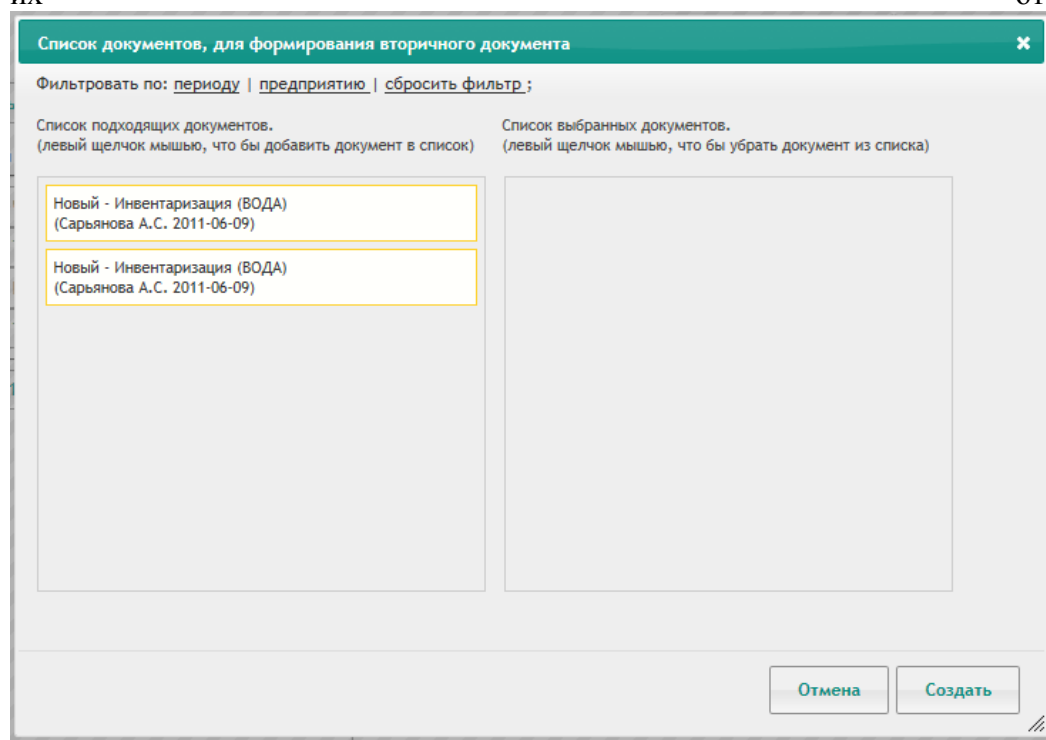 их от
Список документов, для формирования вторичного документа
Фильтровать по: периоду | предприятию | сбросить фильтр ;
Список подходящих документов.
(левый щелчок мышью, что бы добавить документ в список)
Список выбранных документов.
(левый щелчок мышью, что бы убрать документ из списка)
Новый - Инвентаризация (ВОДА)
(Сарьянова А.С. 2011-06-09)
Новый - Инвентаризация (ВОДА)
(Сарьянова А.С. 2011-06-09)
Отмена Создать